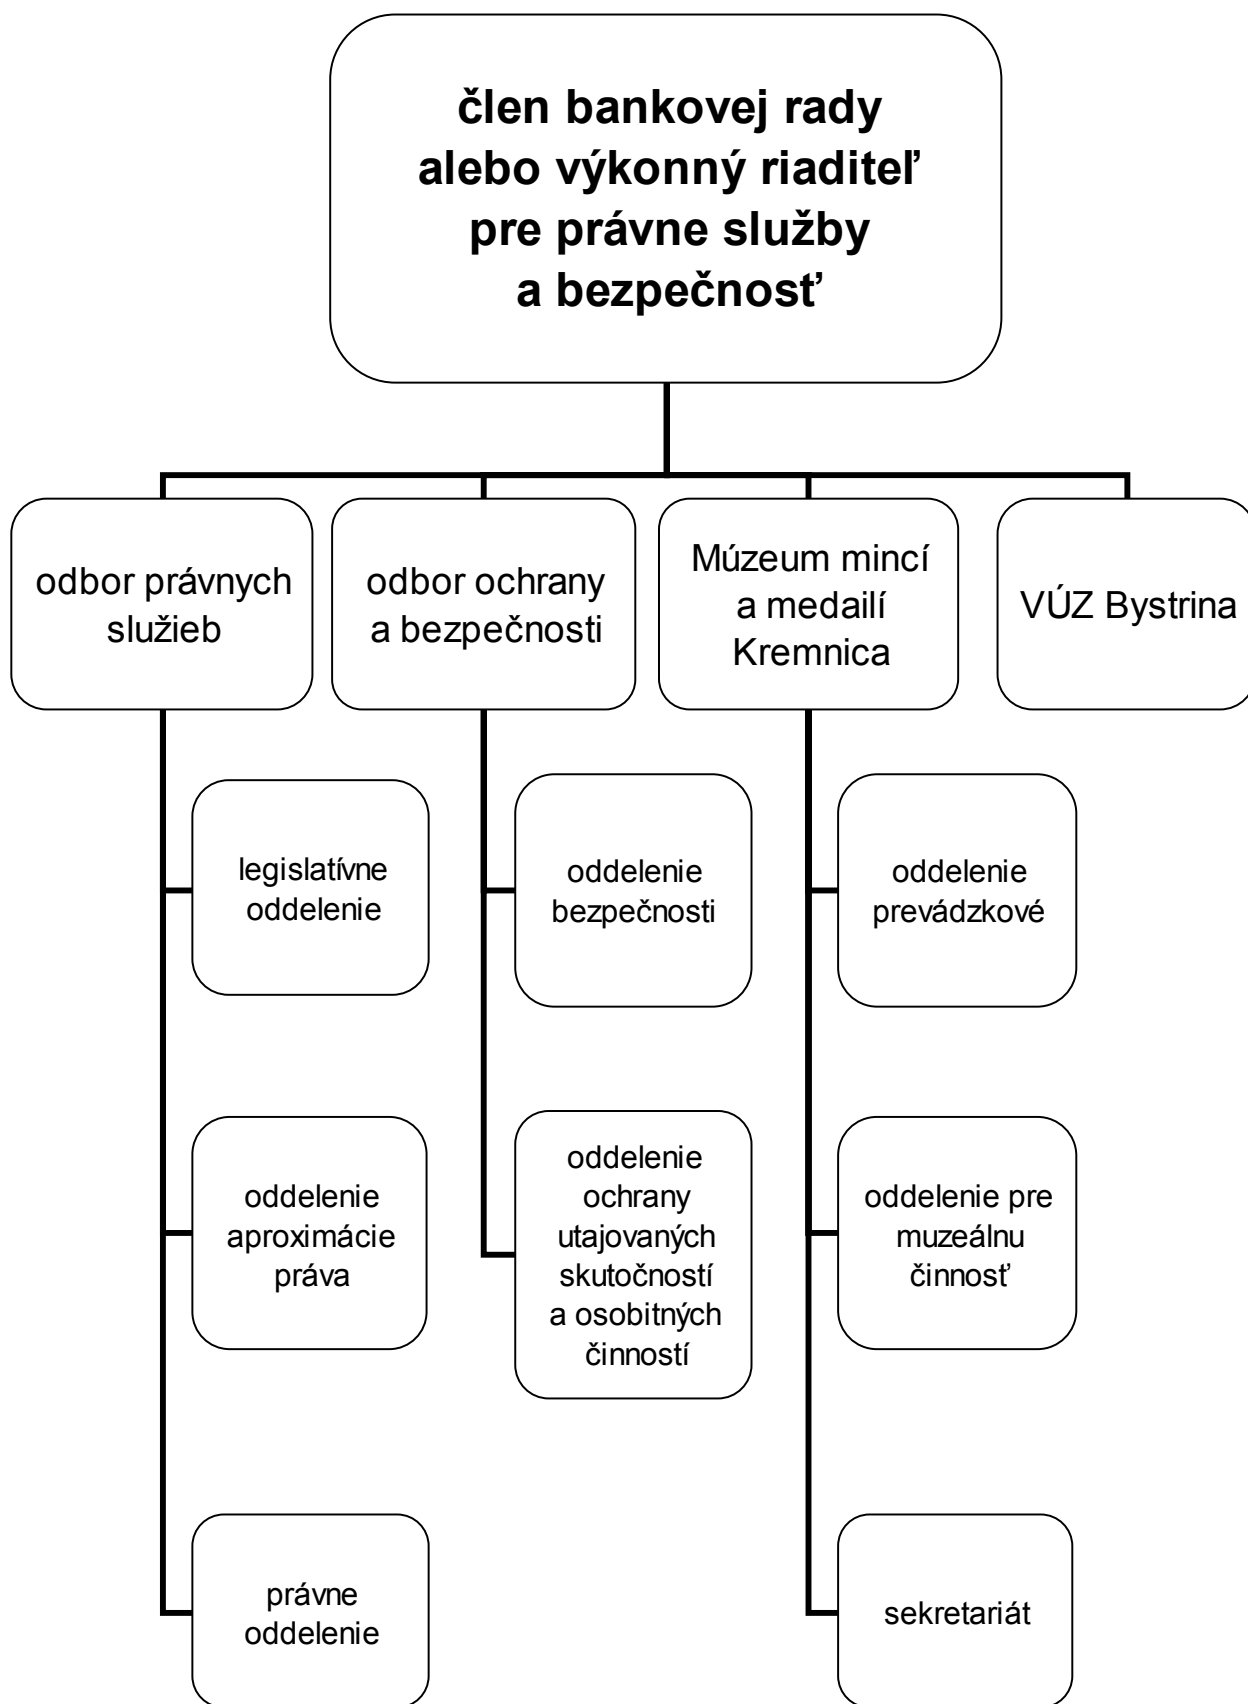 člen bankovej rady
alebo výkonný riaditeľ
pre právne služby
a bezpečnosť
odbor právnych
služieb
odbor ochrany
a bezpečnosti
Múzeum mincí
a medailí
Kremnica
VÚZ Bystrina
legislatívne
oddelenie
oddelenie
bezpečnosti
oddelenie
prevádzkové
oddelenie
aproximácie
práva
oddelenie
ochrany
utajovaných
skutočností
a osobitných
činností
oddelenie pre
muzeálnu
činnosť
právne
oddelenie
sekretariát